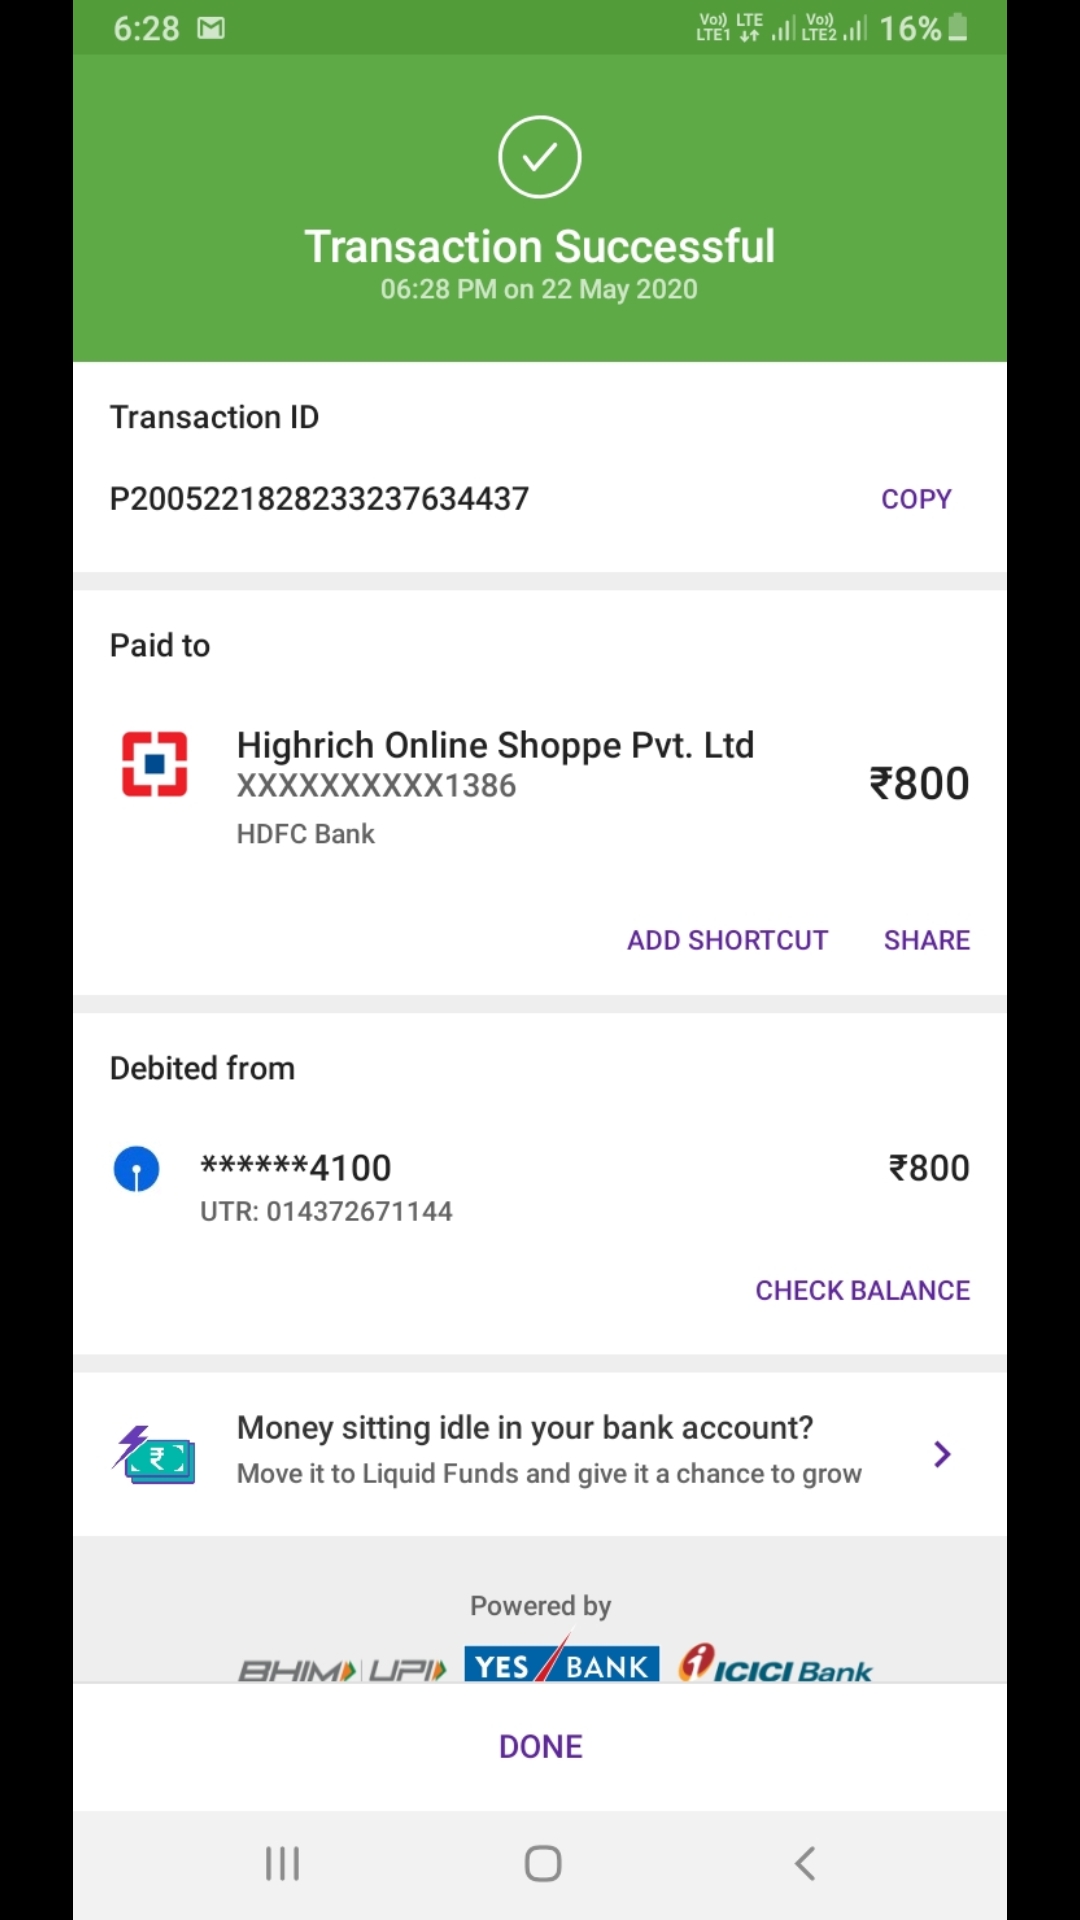 6:28 Vo)) LTE LTE1 Vo)) LTE2 16%
Transaction Successful
06:28 PM on 22 May 2020
Transaction ID
P2005221828233237634437 COPY
Paid to
Highrich Online Shoppe Pvt. Ltd
XXXXXXXXXX1386
₹800
HDFC Bank
ADD SHORTCUT SHARE
Debited from
******4100 ₹800
UTR: 014372671144
CHECK BALANCE
Money sitting idle in your bank account?
Move it to Liquid Funds and give it a chance to grow
Powered by
BHIM UPI YES BANK ICICI Bank
DONE